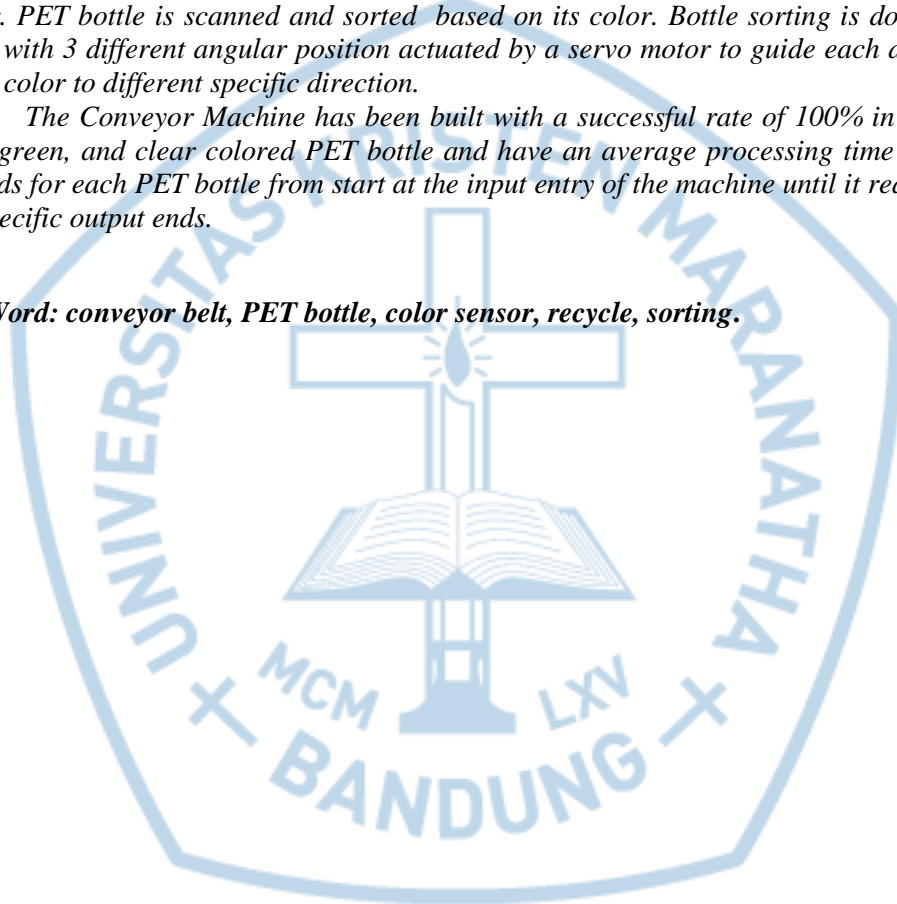 . PET bottle is scanned and sorted based on its color. Bottle sorting is do
with 3 different angular position actuated by a servo motor to guide each
color to different specific direction.
The Conveyor Machine has been built with a successful rate of 100% in
green, and clear colored PET bottle and have an average processing time
ds for each PET bottle from start at the input entry of the machine until it
ecific output ends.
Word: conveyor belt, PET bottle, color sensor, recycle, sorting.
UNIVERSITAS KRISTEN MARANATHA
MCM LXV
BANDUNG